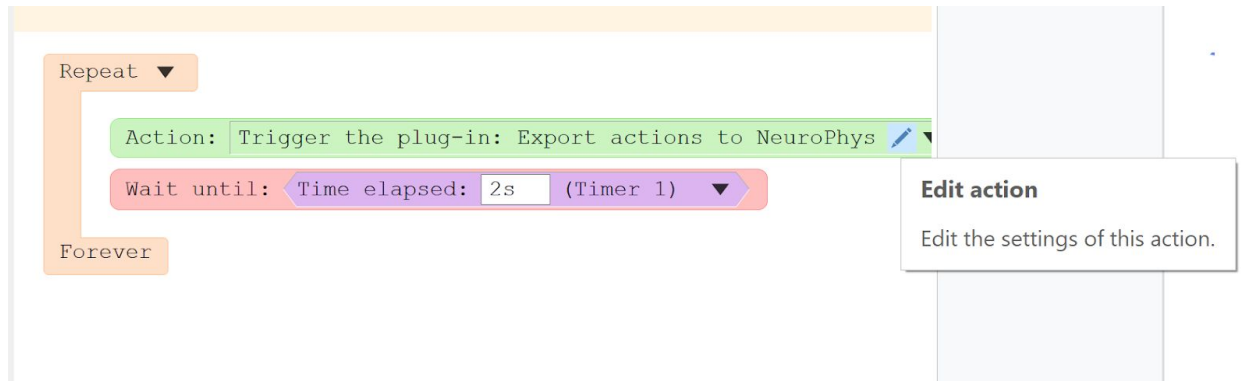 Repeat
Action: Trigger the plug-in: Export actions to NeuroPhys
Wait until: Time elapsed: 2s (Timer 1)
Edit action
Edit the settings of this action.
Forever